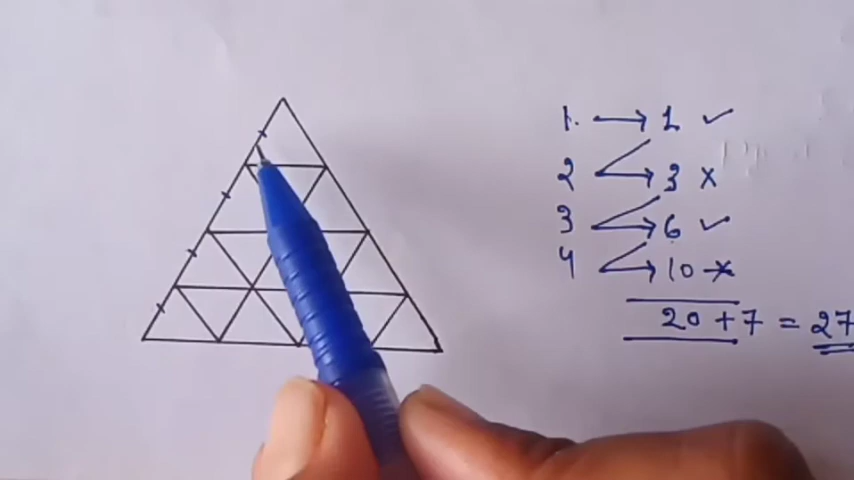 1. → 1 ✓
2 → 3 ×
3 → 6 ✓
4 → 10 ×
20 + 7 = 27